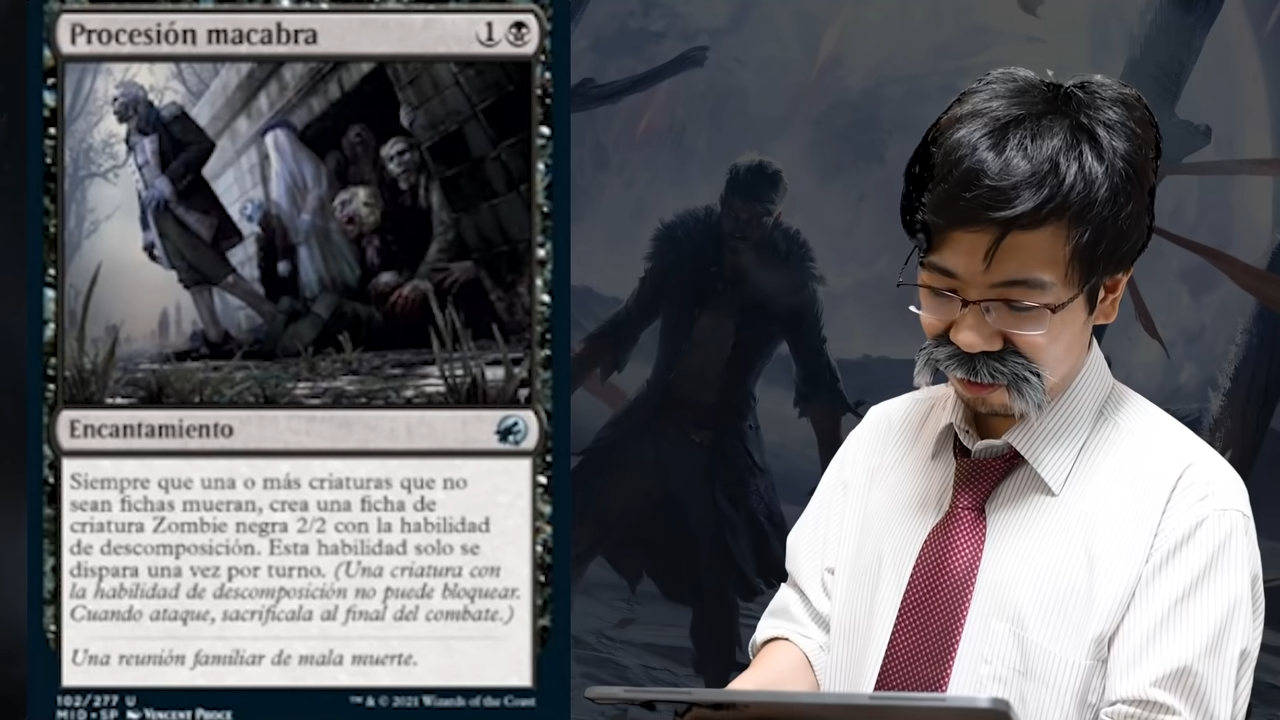 Procesión macabra 1
Encantamiento
Siempre que una o más criaturas que no
sean fichas mueran, crea una ficha de
criatura Zombie negra 2/2 con la habilidad
de descomposición. Esta habilidad solo se
dispara una vez por turno. (Una criatura con
la habilidad de descomposición no puede bloquear.
Cuando ataque, sacrifícala al final del combate.)
Una reunión familiar de mala muerte.
102/277 U ™ & © 2021 Wizards of the Coast
MID • SP Vincent Proce